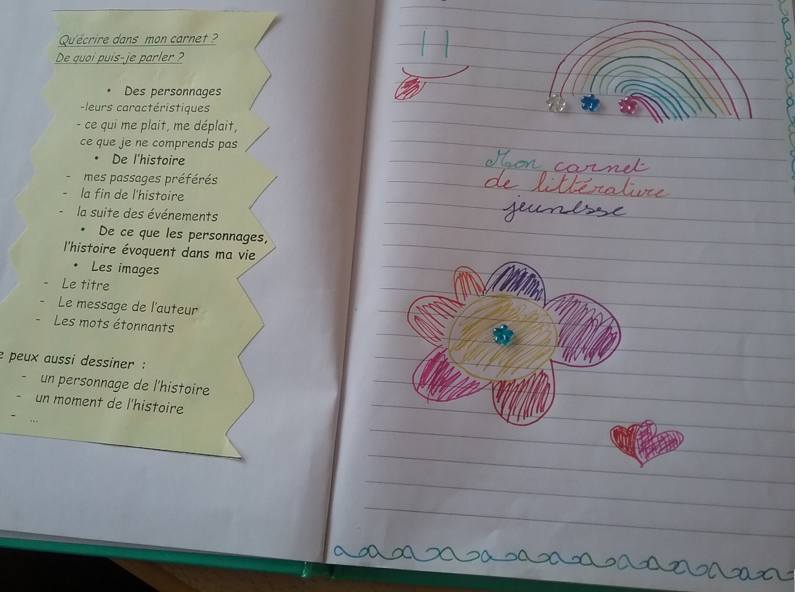 Qu'écrire dans mon carnet ?
De quoi puis-je parler ?
• Des personnages
-leurs caractéristiques
- ce qui me plait, me déplait,
ce que je ne comprends pas
• De l'histoire
- mes passages préférés
- la fin de l'histoire
- la suite des événements
• De ce que les personnages,
l'histoire évoquent dans ma vie
• Les images
- Le titre
- Le message de l'auteur
- Les mots étonnants
e peux aussi dessiner :
- un personnage de l'histoire
- un moment de l'histoire
- ...
Mon carnet
de littérature
jeunesse